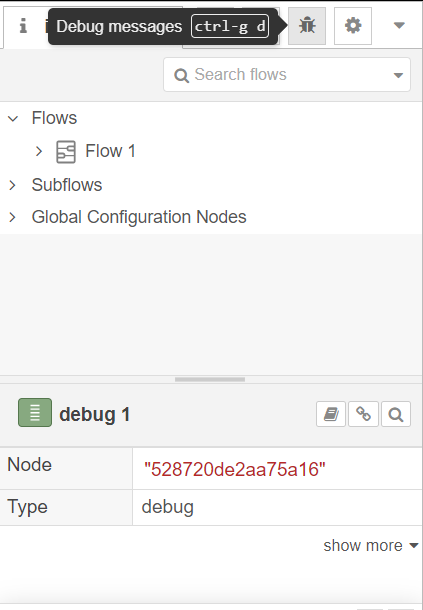 Debug messages ctrl-g d
Search flows
Flows
Flow 1
Subflows
Global Configuration Nodes
debug 1
Node "528720de2aa75a16"
Type debug
show more